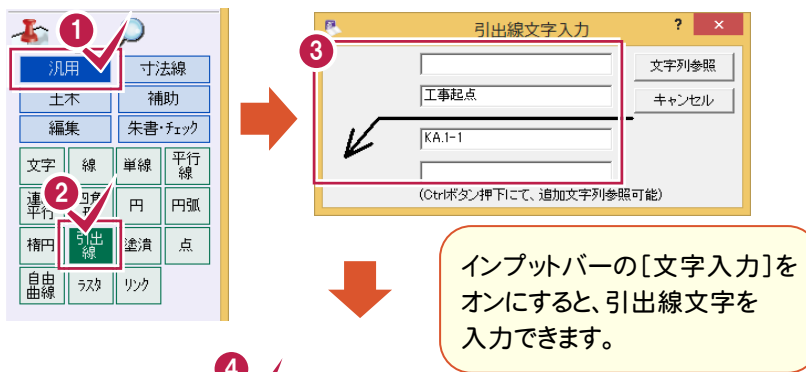 1
汎用 寸法線
土木 補助
編集 朱書・ﾁｪｯｸ
文字 線 単線 平行線
2
円 円弧
楕円 引出線 塗潰 点
自由曲線 ﾗｽﾀ ﾘﾝｸ
引出線文字入力 ? ×
3
文字列参照
工事起点
キャンセル
KA.1-1
(Ctrlボタン押下にて、追加文字列参照可能)
インプットバーの［文字入力］を
オンにすると、引出線文字を
入力できます。
4